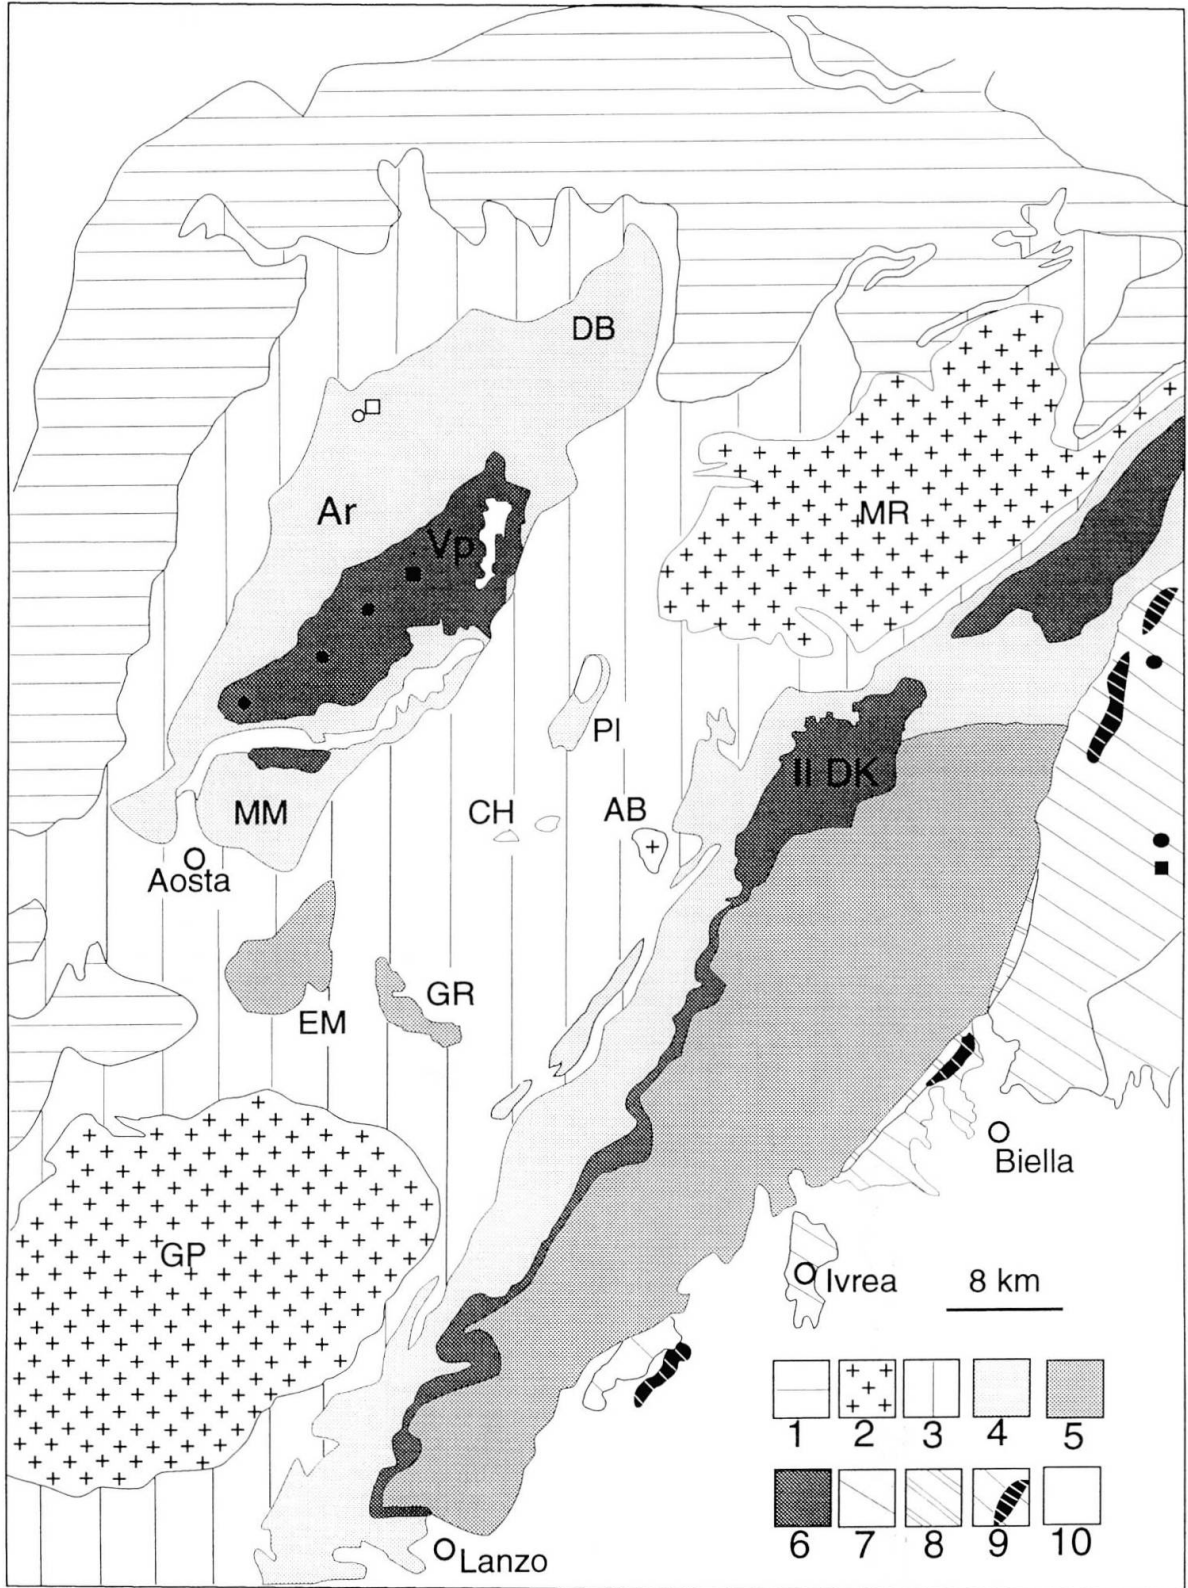 DB
Ar
MR
Vp
PI
II DK
MM
CH
AB
Aosta
GR
EM
Biella
GP
Ivrea
8 km
1 2 3 4 5
6 7 8 9 10
Lanzo